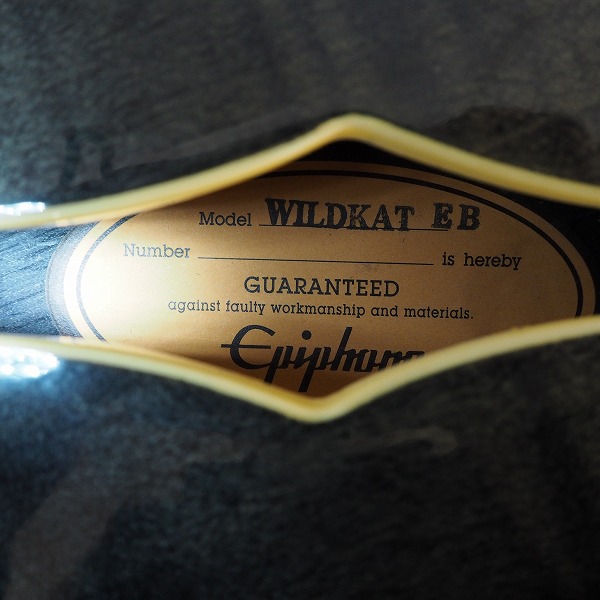 Model WILDKAT EB
Number is hereby
GUARANTEED
against faulty workmanship and materials.
Epiphone